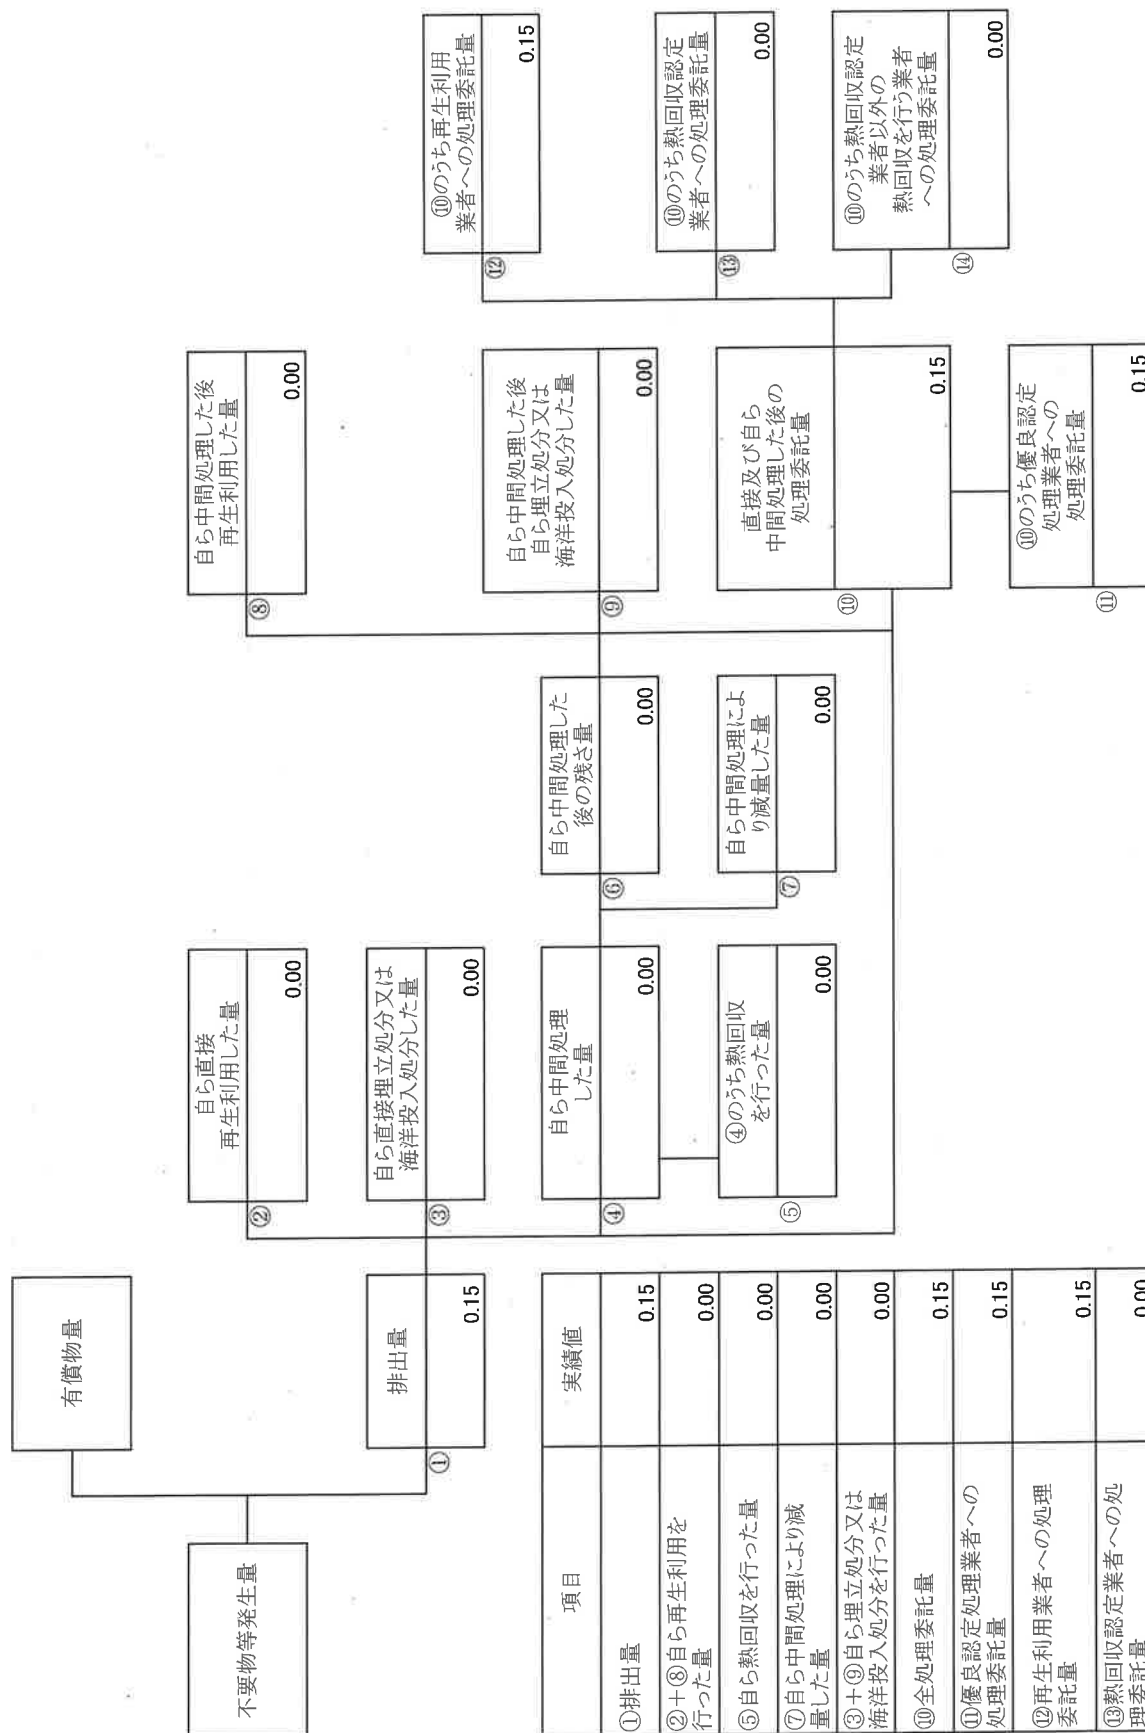 有償物量
不要物等発生量
排出量
①
0.15
自ら直接
再生利用した量
②
0.00
自ら直接埋立処分又は
海洋投入処分した量
③
0.00
自ら中間処理
した量
④
0.00
④のうち熱回収
を行った量
⑤
0.00
自ら中間処理した
後の残さ量
⑥
0.00
自ら中間処理によ
り減量した量
⑦
0.00
自ら中間処理した後
再生利用した量
⑧
0.00
自ら中間処理した後
自ら埋立処分又は
海洋投入処分した量
⑨
0.00
直接及び自ら
中間処理した後の
処理委託量
⑩
0.15
⑩のうち優良認定
処理業者への
処理委託量
⑪
0.15
⑩のうち再生利用
業者への処理委託量
⑫
0.15
⑩のうち熱回収認定
業者への処理委託量
⑬
0.00
⑩のうち熱回収認定
業者以外の
熱回収を行う業者
への処理委託量
⑭
0.00
項目 実績値
①排出量 0.15
②+⑧自ら再生利用を
行った量 0.00
⑤自ら熱回収を行った量 0.00
⑦自ら中間処理により減
量した量 0.00
③+⑨自ら埋立処分又は
海洋投入処分を行った量 0.00
⑩全処理委託量 0.15
⑪優良認定処理業者への
処理委託量 0.15
⑫再生利用業者への処理
委託量 0.15
⑬熱回収認定業者への処
理委託量 0.00